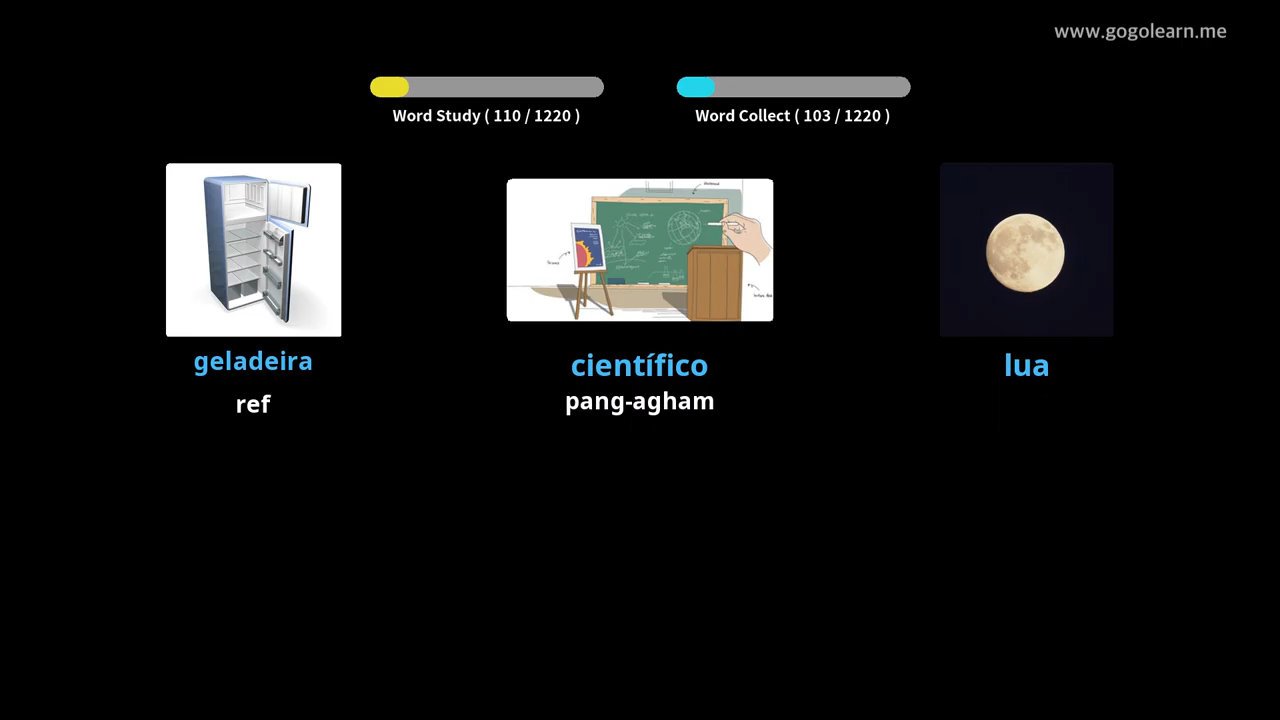 www.gogolearn.me
Word Study ( 110 / 1220 )
Word Collect ( 103 / 1220 )
geladeira
ref
científico
pang-agham
lua